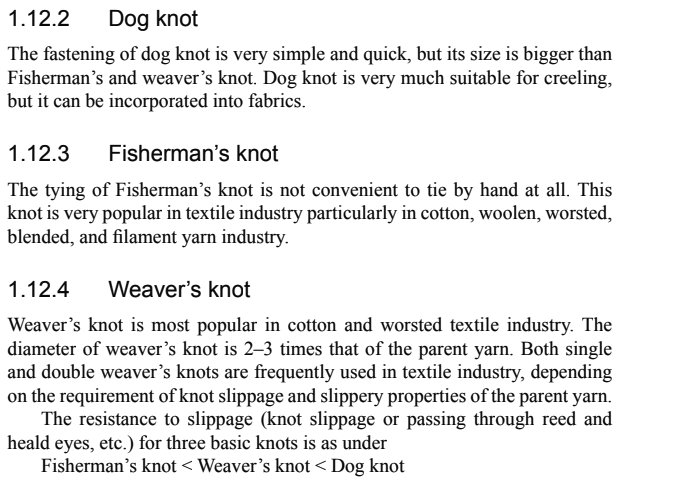 1.12.2 Dog knot
The fastening of dog knot is very simple and quick, but its size is bigger than
Fisherman’s and weaver’s knot. Dog knot is very much suitable for creeling,
but it can be incorporated into fabrics.
1.12.3 Fisherman’s knot
The tying of Fisherman’s knot is not convenient to tie by hand at all. This
knot is very popular in textile industry particularly in cotton, woolen, worsted,
blended, and filament yarn industry.
1.12.4 Weaver’s knot
Weaver’s knot is most popular in cotton and worsted textile industry. The
diameter of weaver’s knot is 2–3 times that of the parent yarn. Both single
and double weaver’s knots are frequently used in textile industry, depending
on the requirement of knot slippage and slippery properties of the parent yarn.
The resistance to slippage (knot slippage or passing through reed and
heald eyes, etc.) for three basic knots is as under
Fisherman’s knot < Weaver’s knot < Dog knot